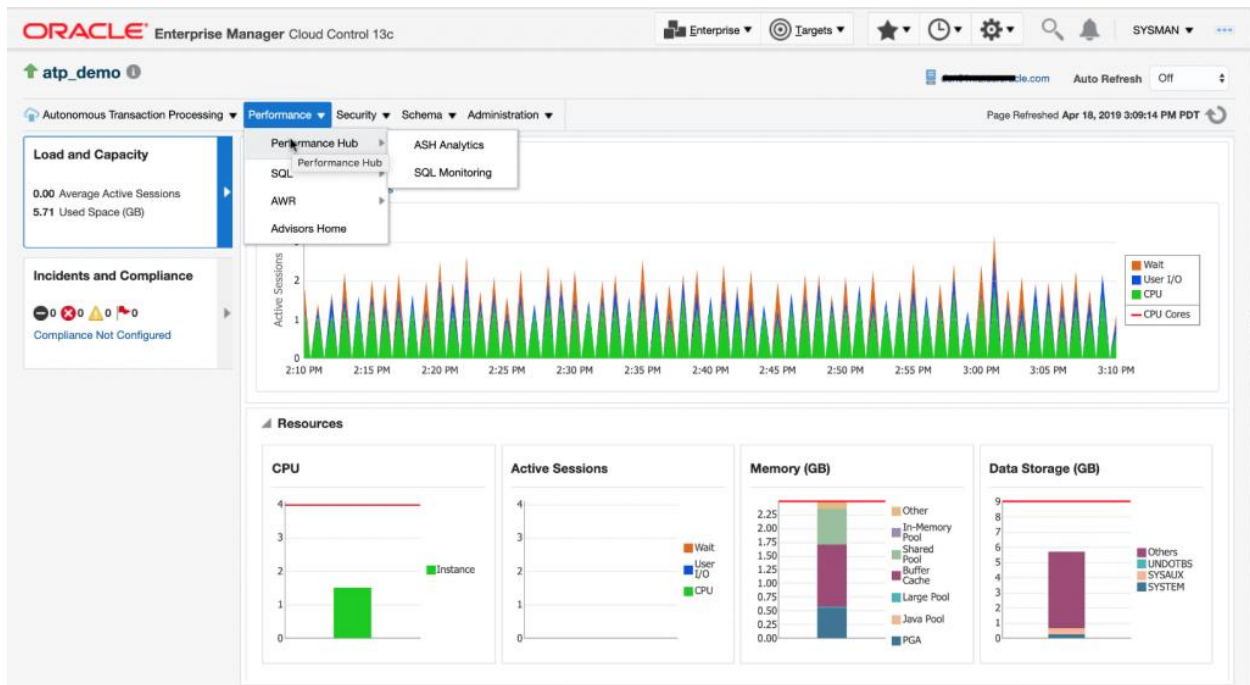 ORACLE Enterprise Manager Cloud Control 13c
Enterprise Targets SYSMAN
atp_demo
cle.com Auto Refresh Off
Autonomous Transaction Processing Performance Security Schema Administration
Page Refreshed Apr 18, 2019 3:09:14 PM PDT
Performance Hub
Performance Hub
SQL
AWR
Advisors Home
ASH Analytics
SQL Monitoring
Load and Capacity
0.00 Average Active Sessions
5.71 Used Space (GB)
Incidents and Compliance
0 0 0 0
Compliance Not Configured
Active Sessions
2
1
0
2:10 PM 2:15 PM 2:20 PM 2:25 PM 2:30 PM 2:35 PM 2:40 PM 2:45 PM 2:50 PM 2:55 PM 3:00 PM 3:05 PM 3:10 PM
Wait
User I/O
CPU
CPU Cores
Resources
CPU
4
3
2
1
0
Instance
Active Sessions
4
3
2
1
0
Wait
User
I/O
CPU
Memory (GB)
2.25
2.00
1.75
1.50
1.25
1.00
0.75
0.50
0.25
0.00
Other
In-Memory
Pool
Shared
Pool
Buffer
Cache
Large Pool
Java Pool
PGA
Data Storage (GB)
9
8
7
6
5
4
3
2
1
0
Others
UNDOTBS
SYSAUX
SYSTEM